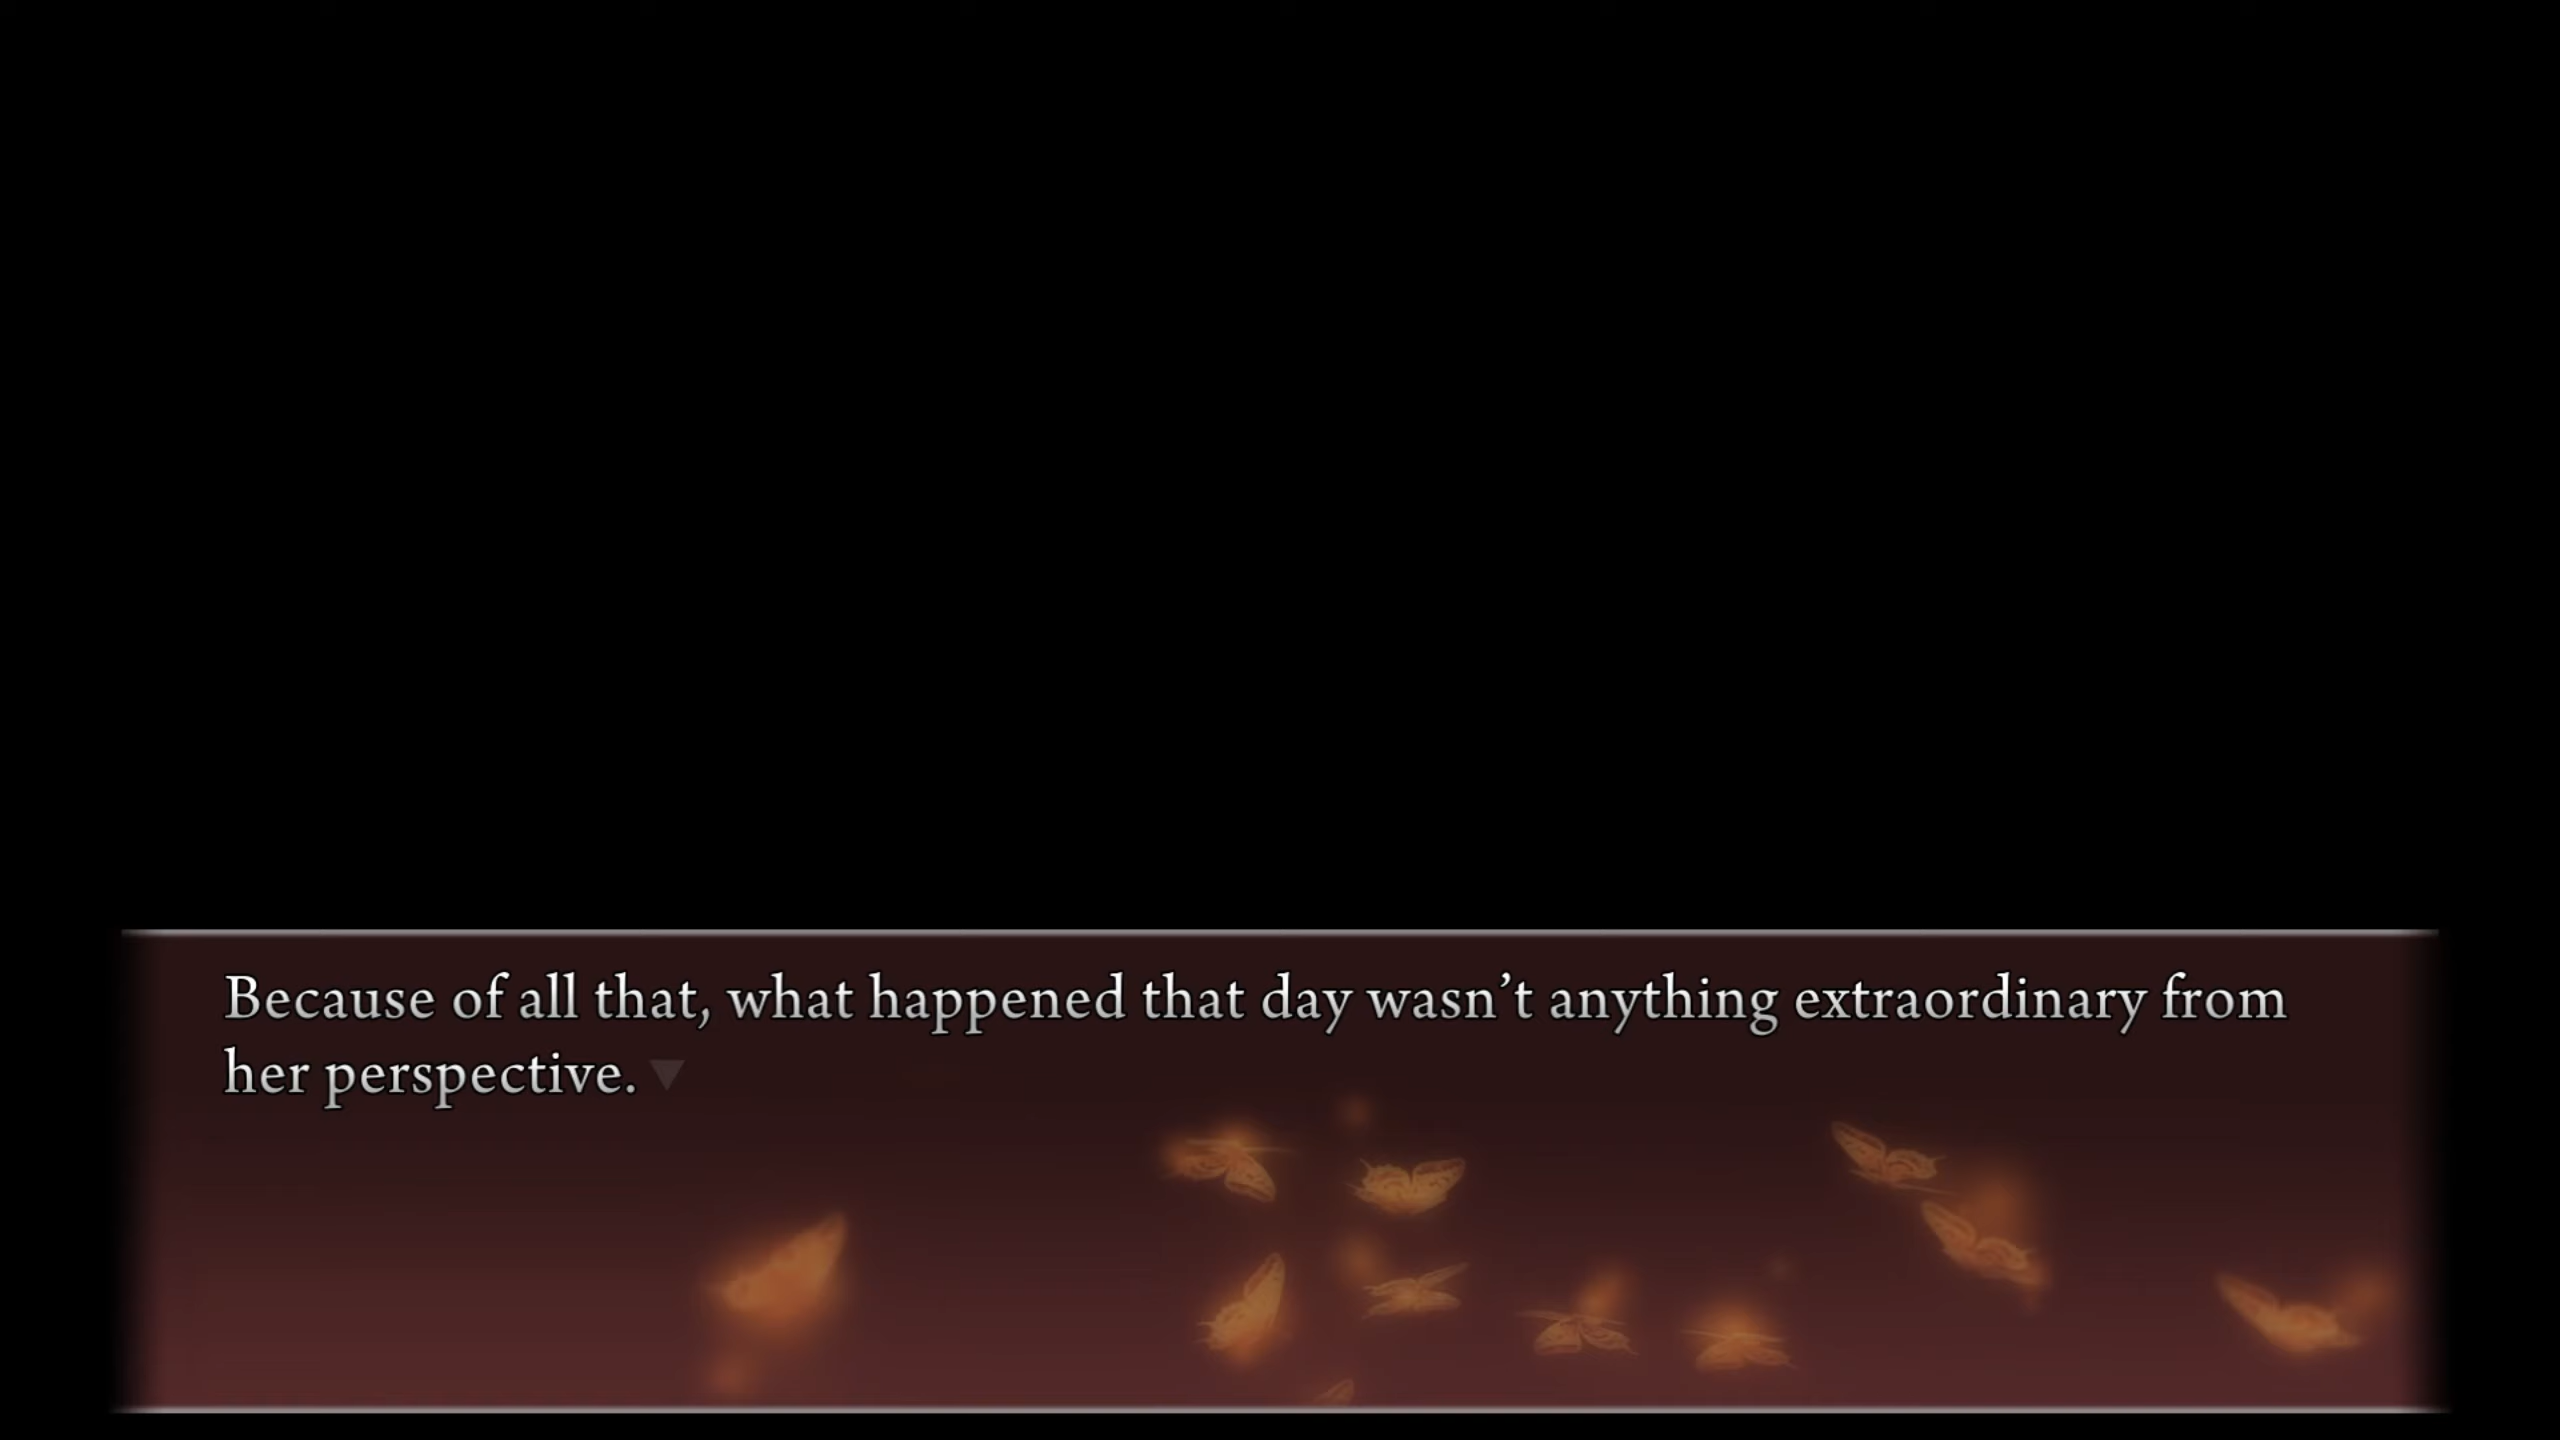 Because of all that, what happened that day wasn’t anything extraordinary from
her perspective.